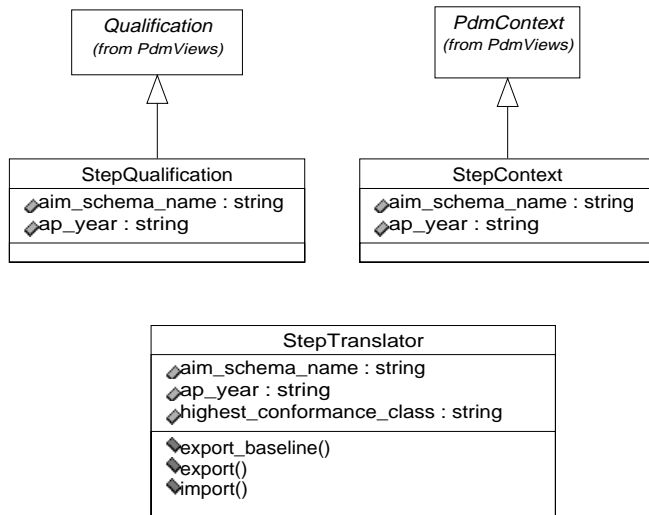 Qualification
(from PdmViews)
PdmContext
(from PdmViews)
StepQualification
aim_schema_name : string
ap_year : string
StepContext
aim_schema_name : string
ap_year : string
StepTranslator
aim_schema_name : string
ap_year : string
highest_conformance_class : string
export_baseline()
export()
import()